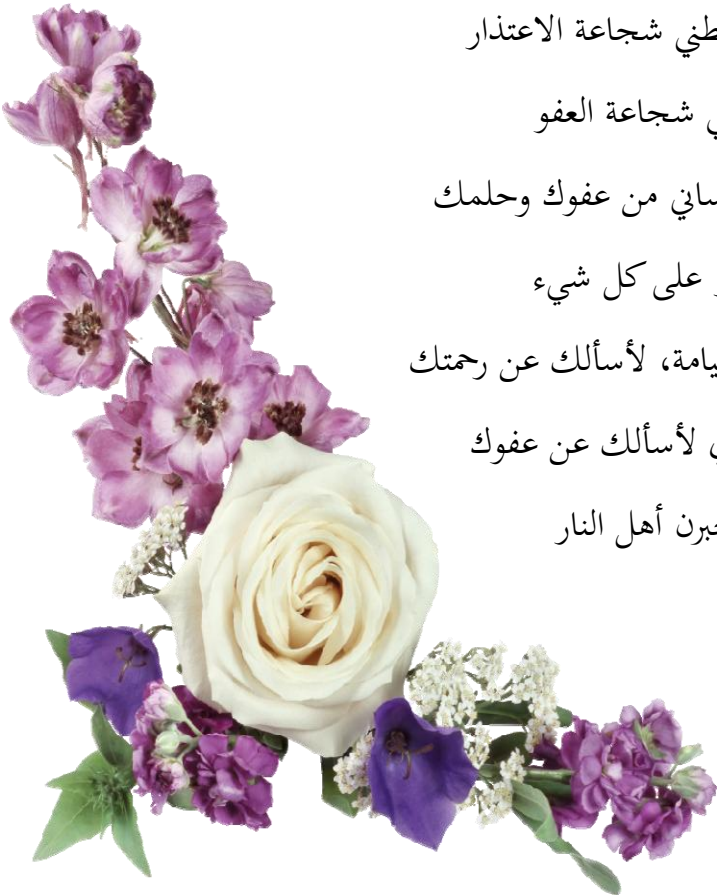 شجاعة الاعتذار
شجاعة العفو
من عفوك وحلمك
على كل شيء
لأسألك عن رحمتك
لأسألك عن عفوك
أهل النار